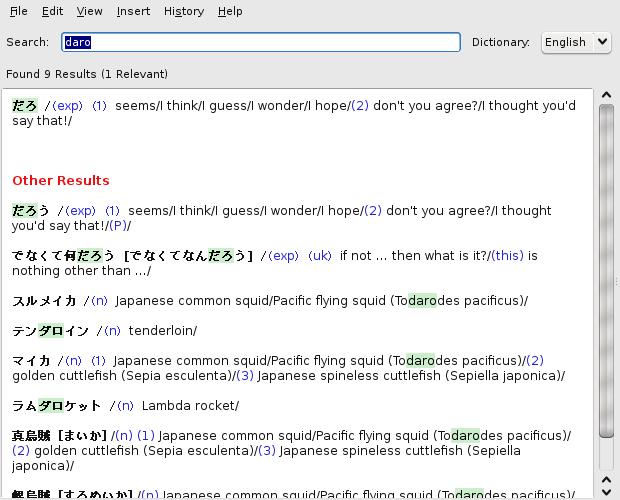 File Edit View Insert History Help
Search: daro Dictionary: English
Found 9 Results (1 Relevant)
だろ /(exp) (1) seems/I think/I guess/I wonder/I hope/(2) don't you agree?/I thought you'd
say that!/
Other Results
だろう /(exp) (1) seems/I think/I guess/I wonder/I hope/(2) don't you agree?/I thought
you'd say that!/(P)/
でなくて何だろう [でなくてなんだろう] /(exp) (uk) if not ... then what is it?/(this) is
nothing other than .../
スルメイカ /(n) Japanese common squid/Pacific flying squid (Todarodes pacificus)/
テンダロイン /(n) tenderloin/
マイカ /(n) (1) Japanese common squid/Pacific flying squid (Todarodes pacificus)/(2)
golden cuttlefish (Sepia esculenta)/(3) Japanese spineless cuttlefish (Sepiella japonica)/
ラムダロケット /(n) Lambda rocket/
真烏賊 [まいか] /(n) (1) Japanese common squid/Pacific flying squid (Todarodes pacificus)/
(2) golden cuttlefish (Sepia esculenta)/(3) Japanese spineless cuttlefish (Sepiella
japonica)/
烏賊 [するめいか] /(n) Japanese common squid/Pacific flying squid (Todarodes pacificus)/